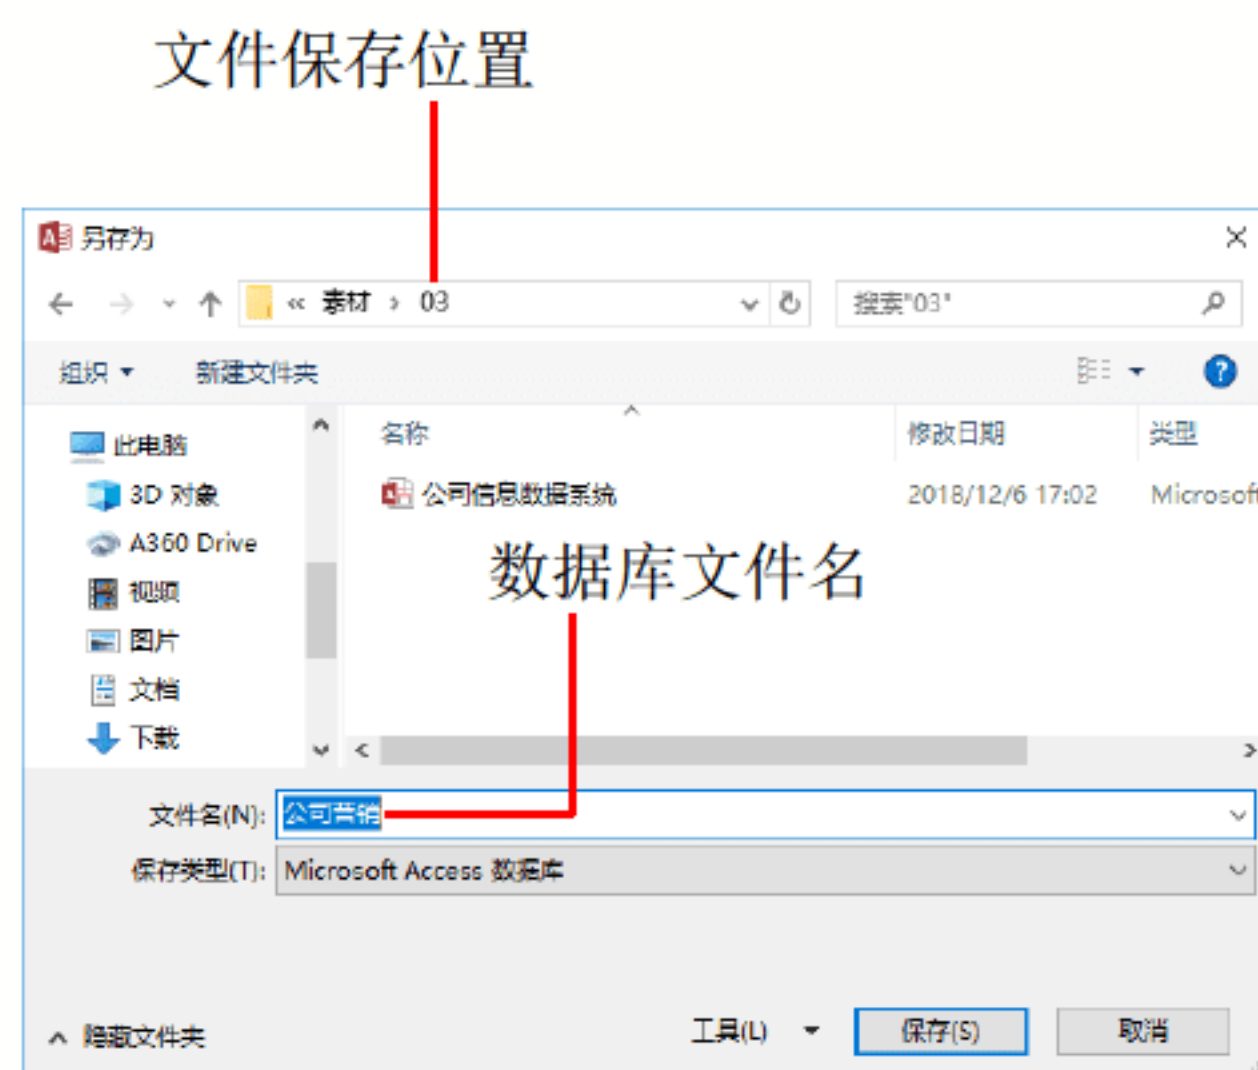 文件保存位置
另存为
« 素材 › 03
搜索"03"
组织
新建文件夹
此电脑
3D 对象
A360 Drive
视频
图片
文档
下载
名称
修改日期
类型
公司信息数据系统
2018/12/6 17:02
Microsoft
数据库文件名
文件名(N):
公司营销
保存类型(T):
Microsoft Access 数据库
隐藏文件夹
工具(L)
保存(S)
取消